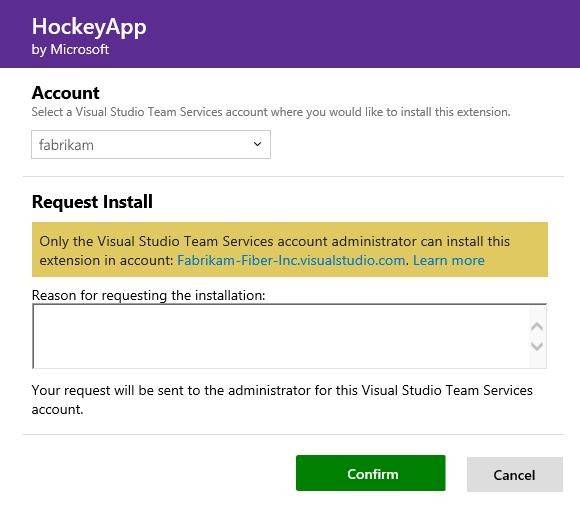 HockeyApp
by Microsoft
Account
Select a Visual Studio Team Services account where you would like to install this extension.
fabrikam
Request Install
Only the Visual Studio Team Services account administrator can install this
extension in account: Fabrikam-Fiber-Inc.visualstudio.com. Learn more
Reason for requesting the installation:
Your request will be sent to the administrator for this Visual Studio Team Services
account.
Confirm
Cancel